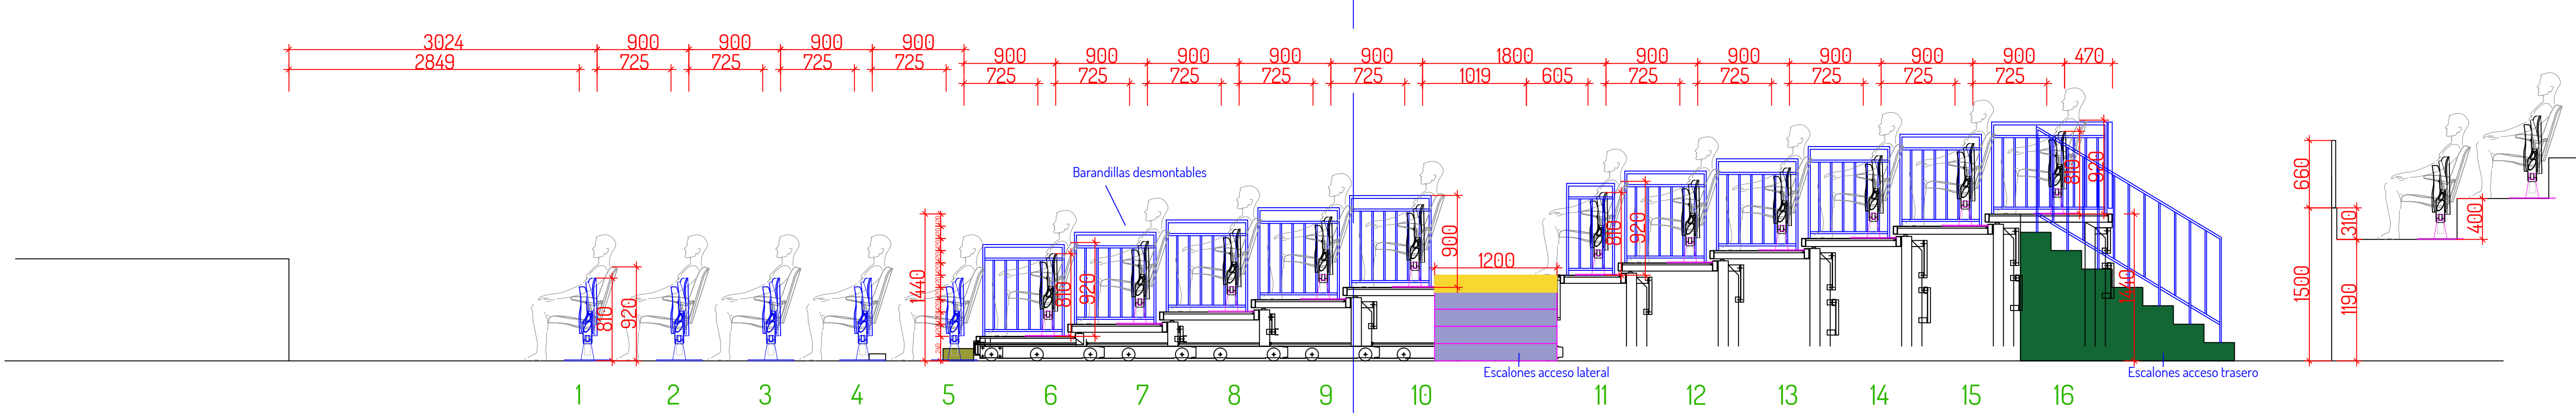 3024 900 900 900 900
2849 725 725 725 725
900 900 900 900 900 1800 900 900 900 900 900 470
725 725 725 725 725 1019 605 725 725 725 725 725
Barandillas desmontables
810 920
1440
810 920
900
1200
810 920
810 920
1440
660
310
1500
1190
400
Escalones acceso lateral
Escalones acceso trasero
1 2 3 4 5 6 7 8 9 10 11 12 13 14 15 16